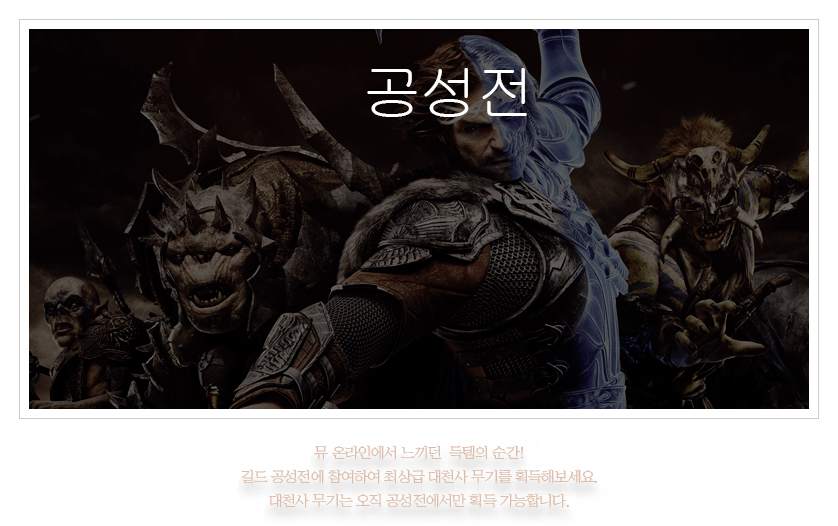 공성전
뮤 온라인에서 느끼던 득템의 순간!
길드 공성전에 참여하여 최상급 대천사 무기를 획득해보세요.
대천사 무기는 오직 공성전에서만 획득 가능합니다.